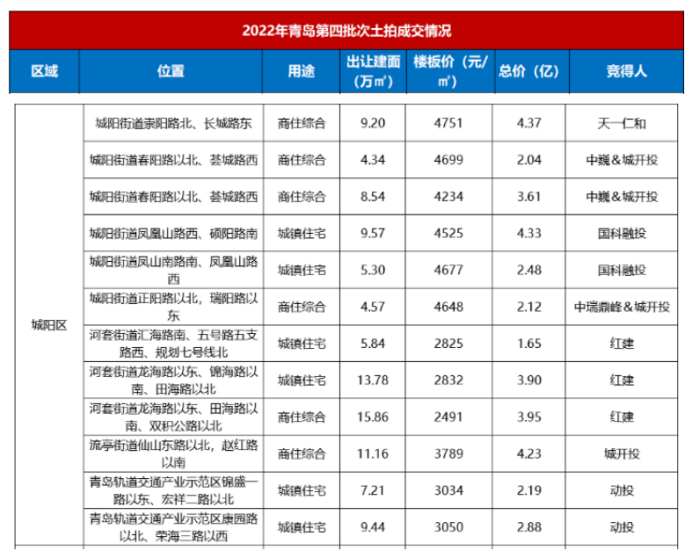 2022年青岛第四批次土拍成交情况
区域 位置 用途 出让建面(万㎡) 楼板价（元/㎡） 总价（亿） 竞得人
城阳区
城阳街道崇阳路北、长城路东 商住综合 9.20 4751 4.37 天一仁和
城阳街道春阳路以北、荟城路西 商住综合 4.34 4699 2.04 中巍&城开投
城阳街道春阳路以北、荟城路西 商住综合 8.54 4234 3.61 中巍&城开投
城阳街道凤凰山路西、硕阳路南 城镇住宅 9.57 4525 4.33 国科融投
城阳街道凤山南路南、凤凰山路西 城镇住宅 5.30 4677 2.48 国科融投
城阳街道正阳路以北，瑞阳路以东 商住综合 4.57 4648 2.12 中瑞鼎峰&城开投
河套街道汇海路南、五号路五支路西、规划七号线北 城镇住宅 5.84 2825 1.65 红建
河套街道龙海路以东、锦海路以南、田海路以北 城镇住宅 13.78 2832 3.90 红建
河套街道龙海路以东、田海路以南、双积公路以北 商住综合 15.86 2491 3.95 红建
流亭街道仙山东路以北，赵红路以南 商住综合 11.16 3789 4.23 城开投
青岛轨道交通产业示范区锦盛一路以东、宏祥二路以北 城镇住宅 7.21 3034 2.19 动投
青岛轨道交通产业示范区康园路以北、荣海三路以西 城镇住宅 9.44 3050 2.88 动投